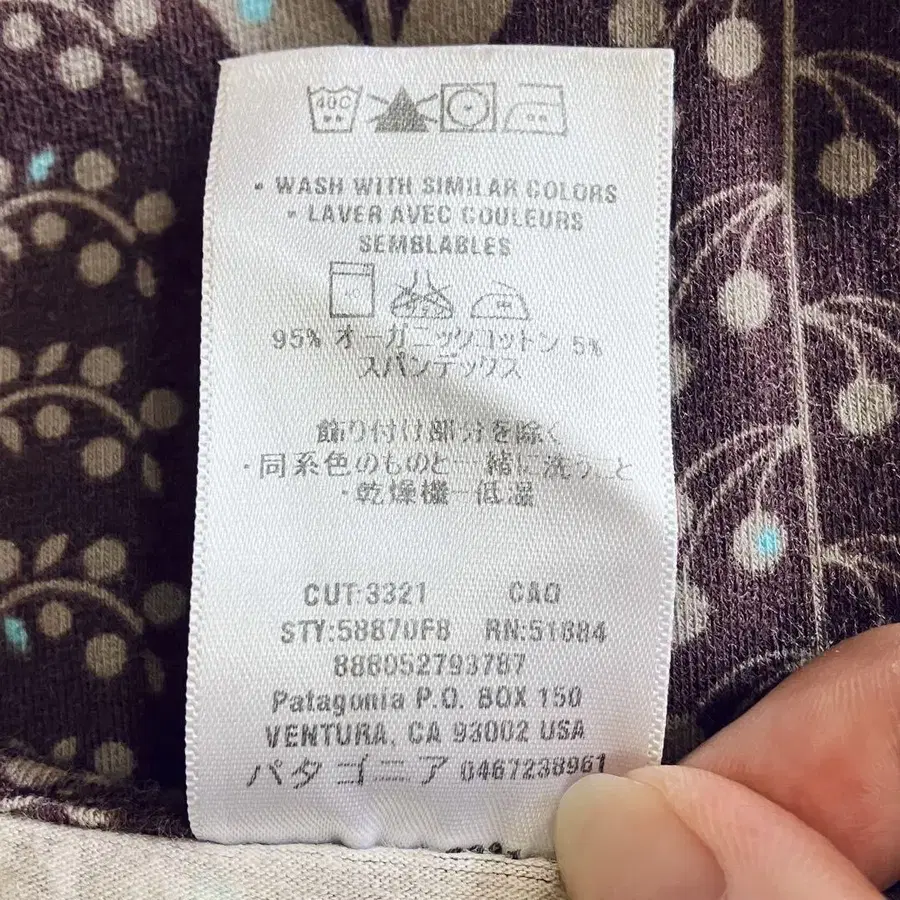 40C
• WASH WITH SIMILAR COLORS
• LAVER AVEC COULEURS
SEMBLABLES
95% オーガニックコットン 5%
スパンデックス
飾り付け部分を除く
・同系色のものと一緒に洗うこと
・乾燥機一低温
CUT:3321 CAO
STY:58870F8 RN:51884
888052793787
Patagonia P.O. BOX 150
VENTURA, CA 93002 USA
パタゴニア 0467238961